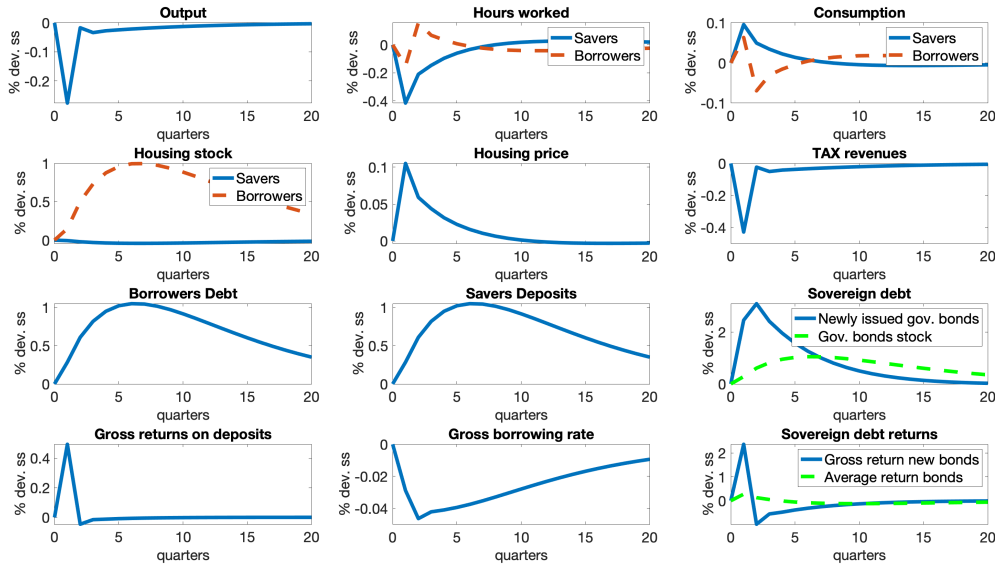 Output
% dev. ss
0
-0.1
-0.2
0 5 10 15 20
quarters
Hours worked
% dev. ss
0
-0.2
-0.4
Savers
Borrowers
0 5 10 15 20
quarters
Consumption
% dev. ss
0.1
0
-0.1
Savers
Borrowers
0 5 10 15 20
quarters
Housing stock
% dev. ss
1
0.5
0
Savers
Borrowers
0 5 10 15 20
quarters
Housing price
% dev. ss
0.1
0.05
0
0 5 10 15 20
quarters
TAX revenues
% dev. ss
0
-0.2
-0.4
0 5 10 15 20
quarters
Borrowers Debt
% dev. ss
1
0.5
0
0 5 10 15 20
quarters
Savers Deposits
% dev. ss
1
0.5
0
0 5 10 15 20
quarters
Sovereign debt
% dev. ss
2
0
Newly issued gov. bonds
Gov. bonds stock
0 5 10 15 20
quarters
Gross returns on deposits
% dev. ss
0.4
0.2
0
0 5 10 15 20
quarters
Gross borrowing rate
% dev. ss
0
-0.02
-0.04
0 5 10 15 20
quarters
Sovereign debt returns
% dev. ss
2
1
0
Gross return new bonds
Average return bonds
0 5 10 15 20
quarters